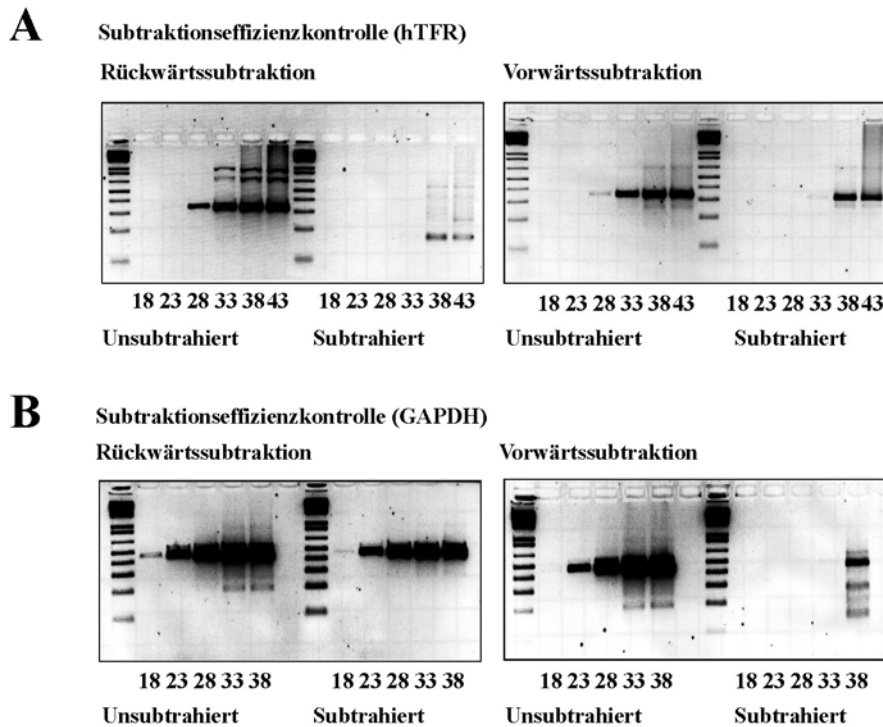 A
Subtraktionseffizienzkontrolle (hTFR)
Rückwärtssubtraktion
Vorwärtssubtraktion
18 23 28 33 38 43 18 23 28 33 38 43
18 23 28 33 38 43 18 23 28 33 38 43
Unsubtrahiert Subtrahiert
Unsubtrahiert Subtrahiert
B
Subtraktionseffizienzkontrolle (GAPDH)
Rückwärtssubtraktion
Vorwärtssubtraktion
18 23 28 33 38 18 23 28 33 38
18 23 28 33 38 18 23 28 33 38
Unsubtrahiert Subtrahiert
Unsubtrahiert Subtrahiert